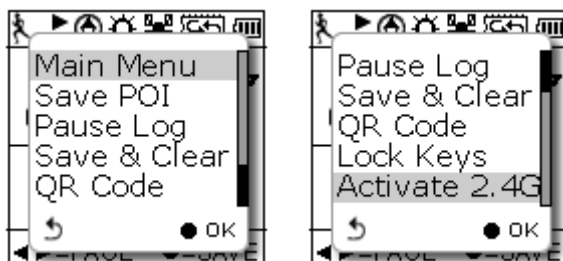 Main Menu
Save POI
Pause Log
Save & Clear
QR Code
OK
Pause Log
Save & Clear
QR Code
Lock Keys
Activate 2.4G
OK